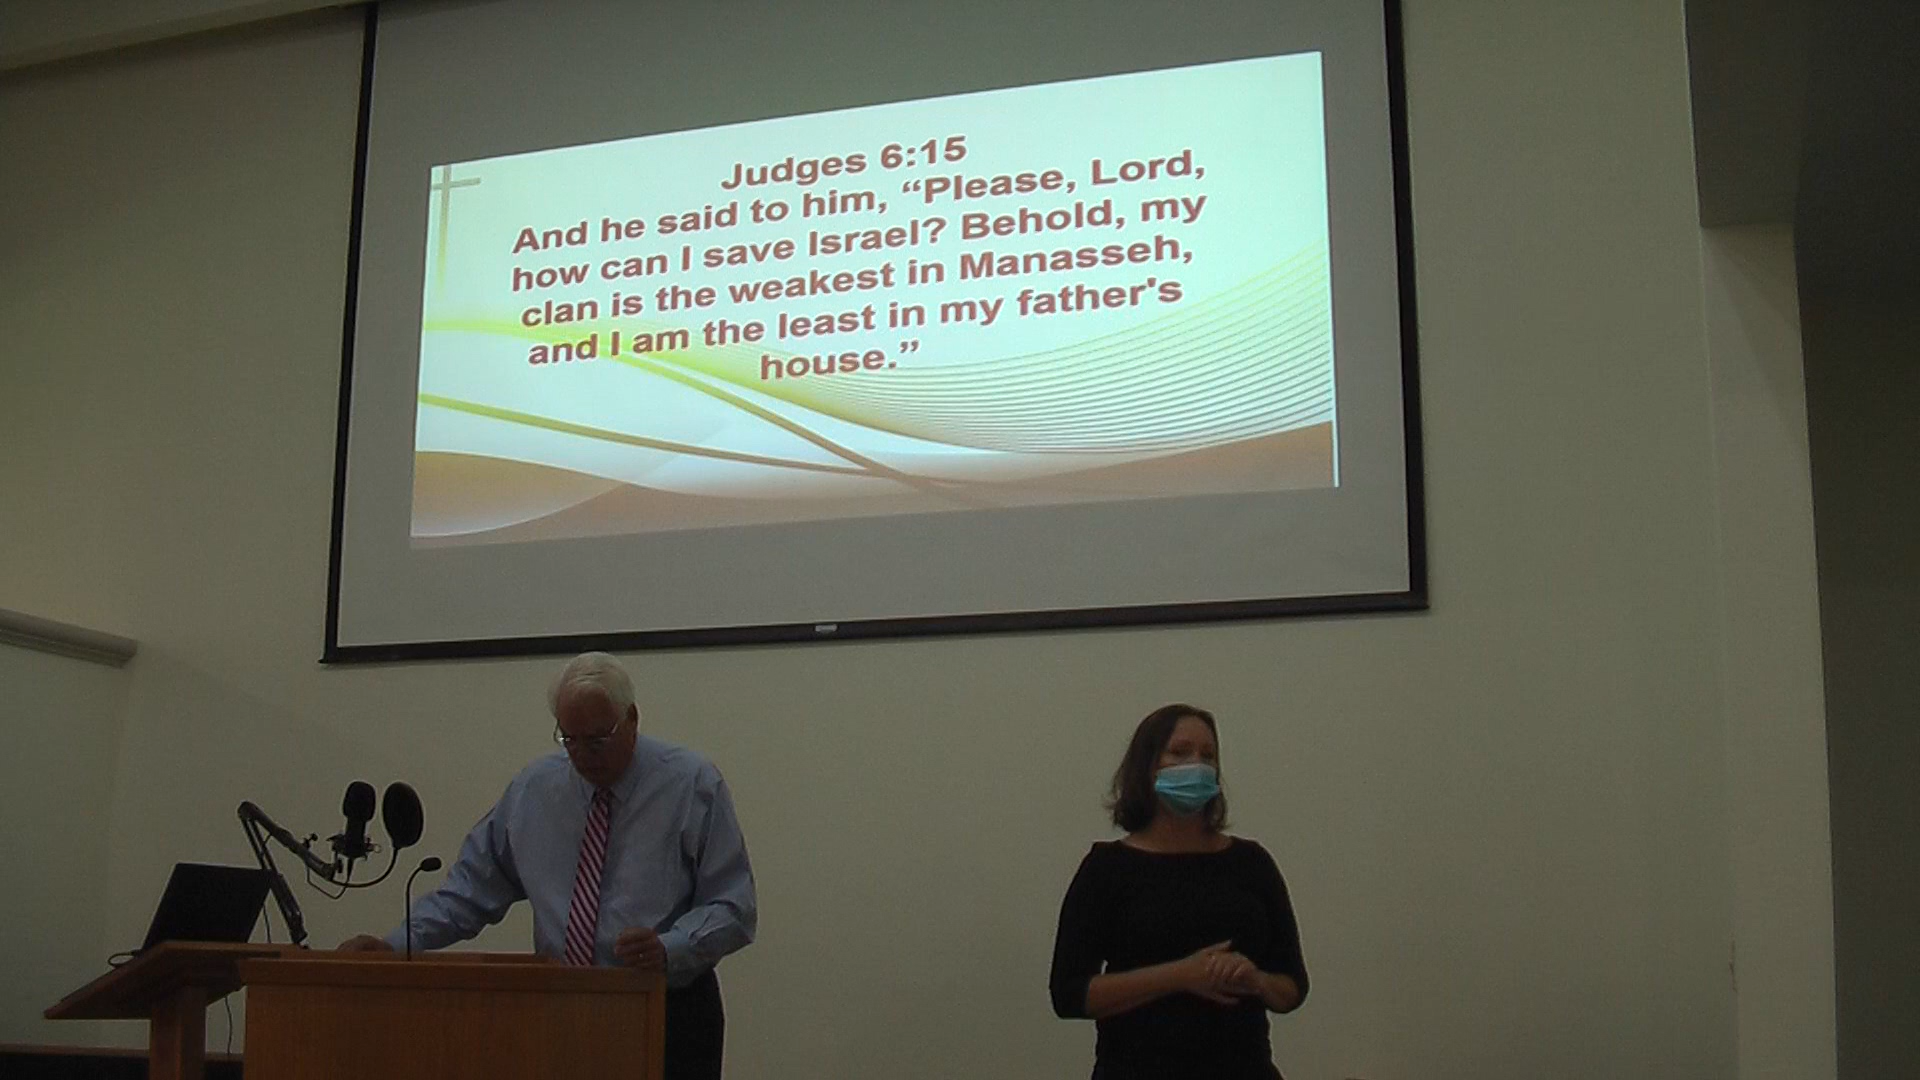 Judges 6:15
And he said to him, “Please, Lord,
how can I save Israel? Behold, my
clan is the weakest in Manasseh,
and I am the least in my father's
house.”